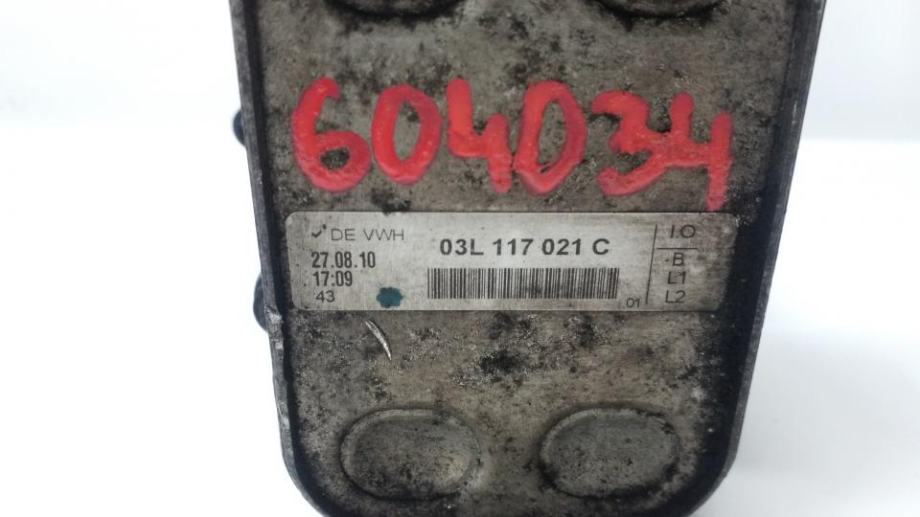 604034
DE VWH
27.08.10
17:09
43
03L 117 021 C
01
I.O
B
L1
L2